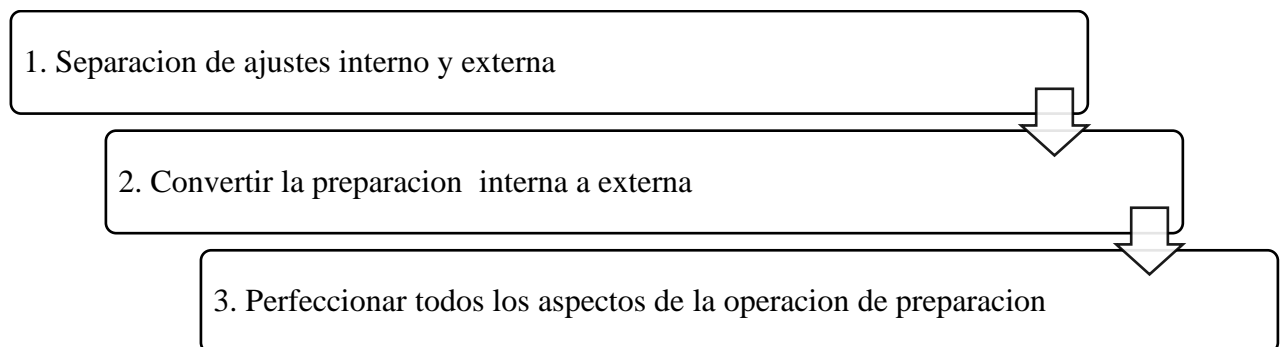 1. Separacion de ajustes interno y externa
2. Convertir la preparacion  interna a externa
3. Perfeccionar todos los aspectos de la operacion de preparacion